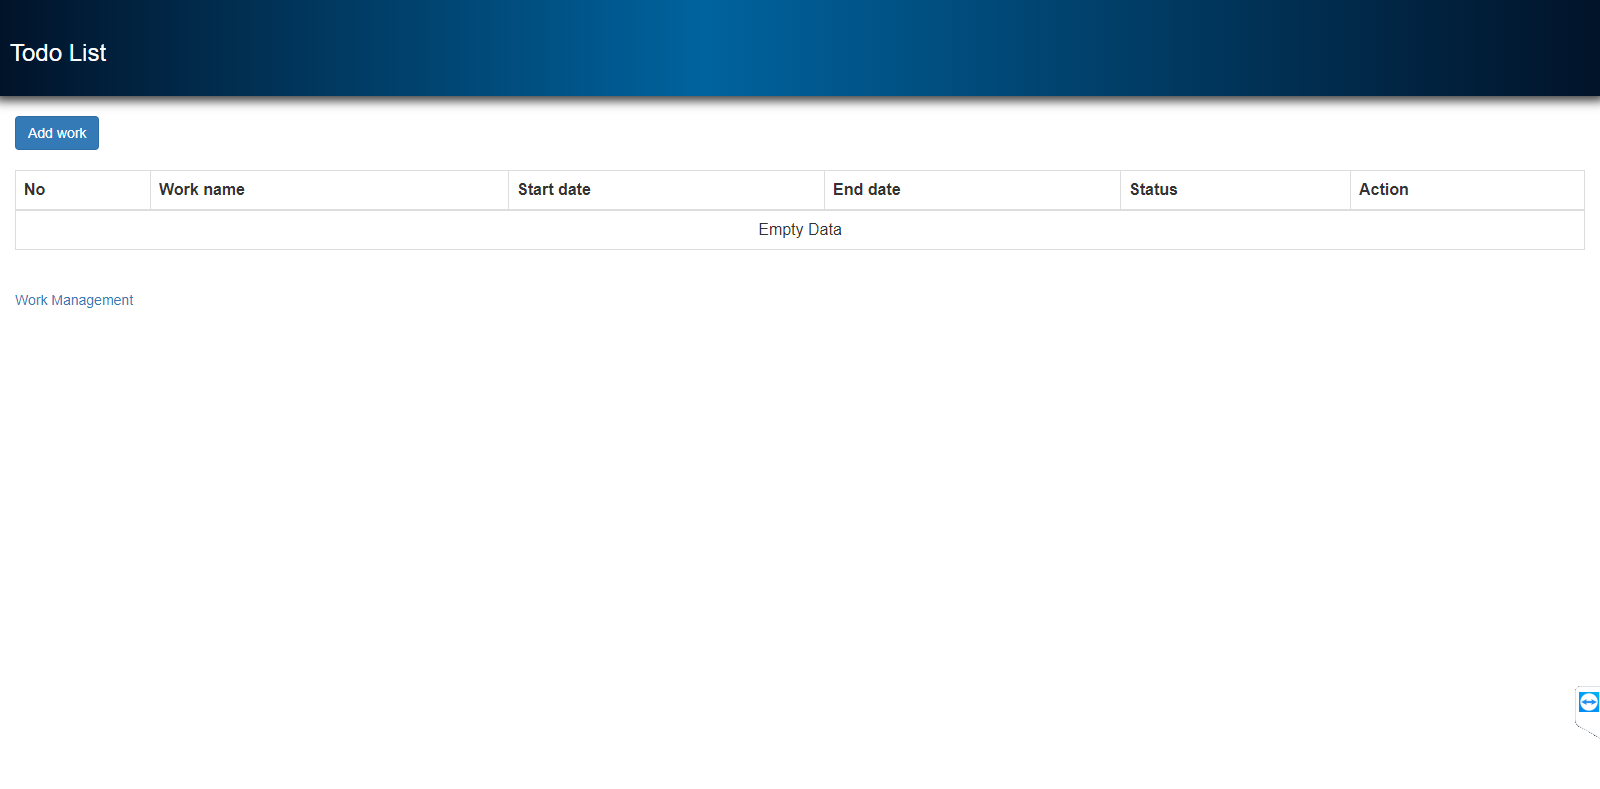 Todo List
Add work
No Work name Start date End date Status Action
Empty Data
Work Management